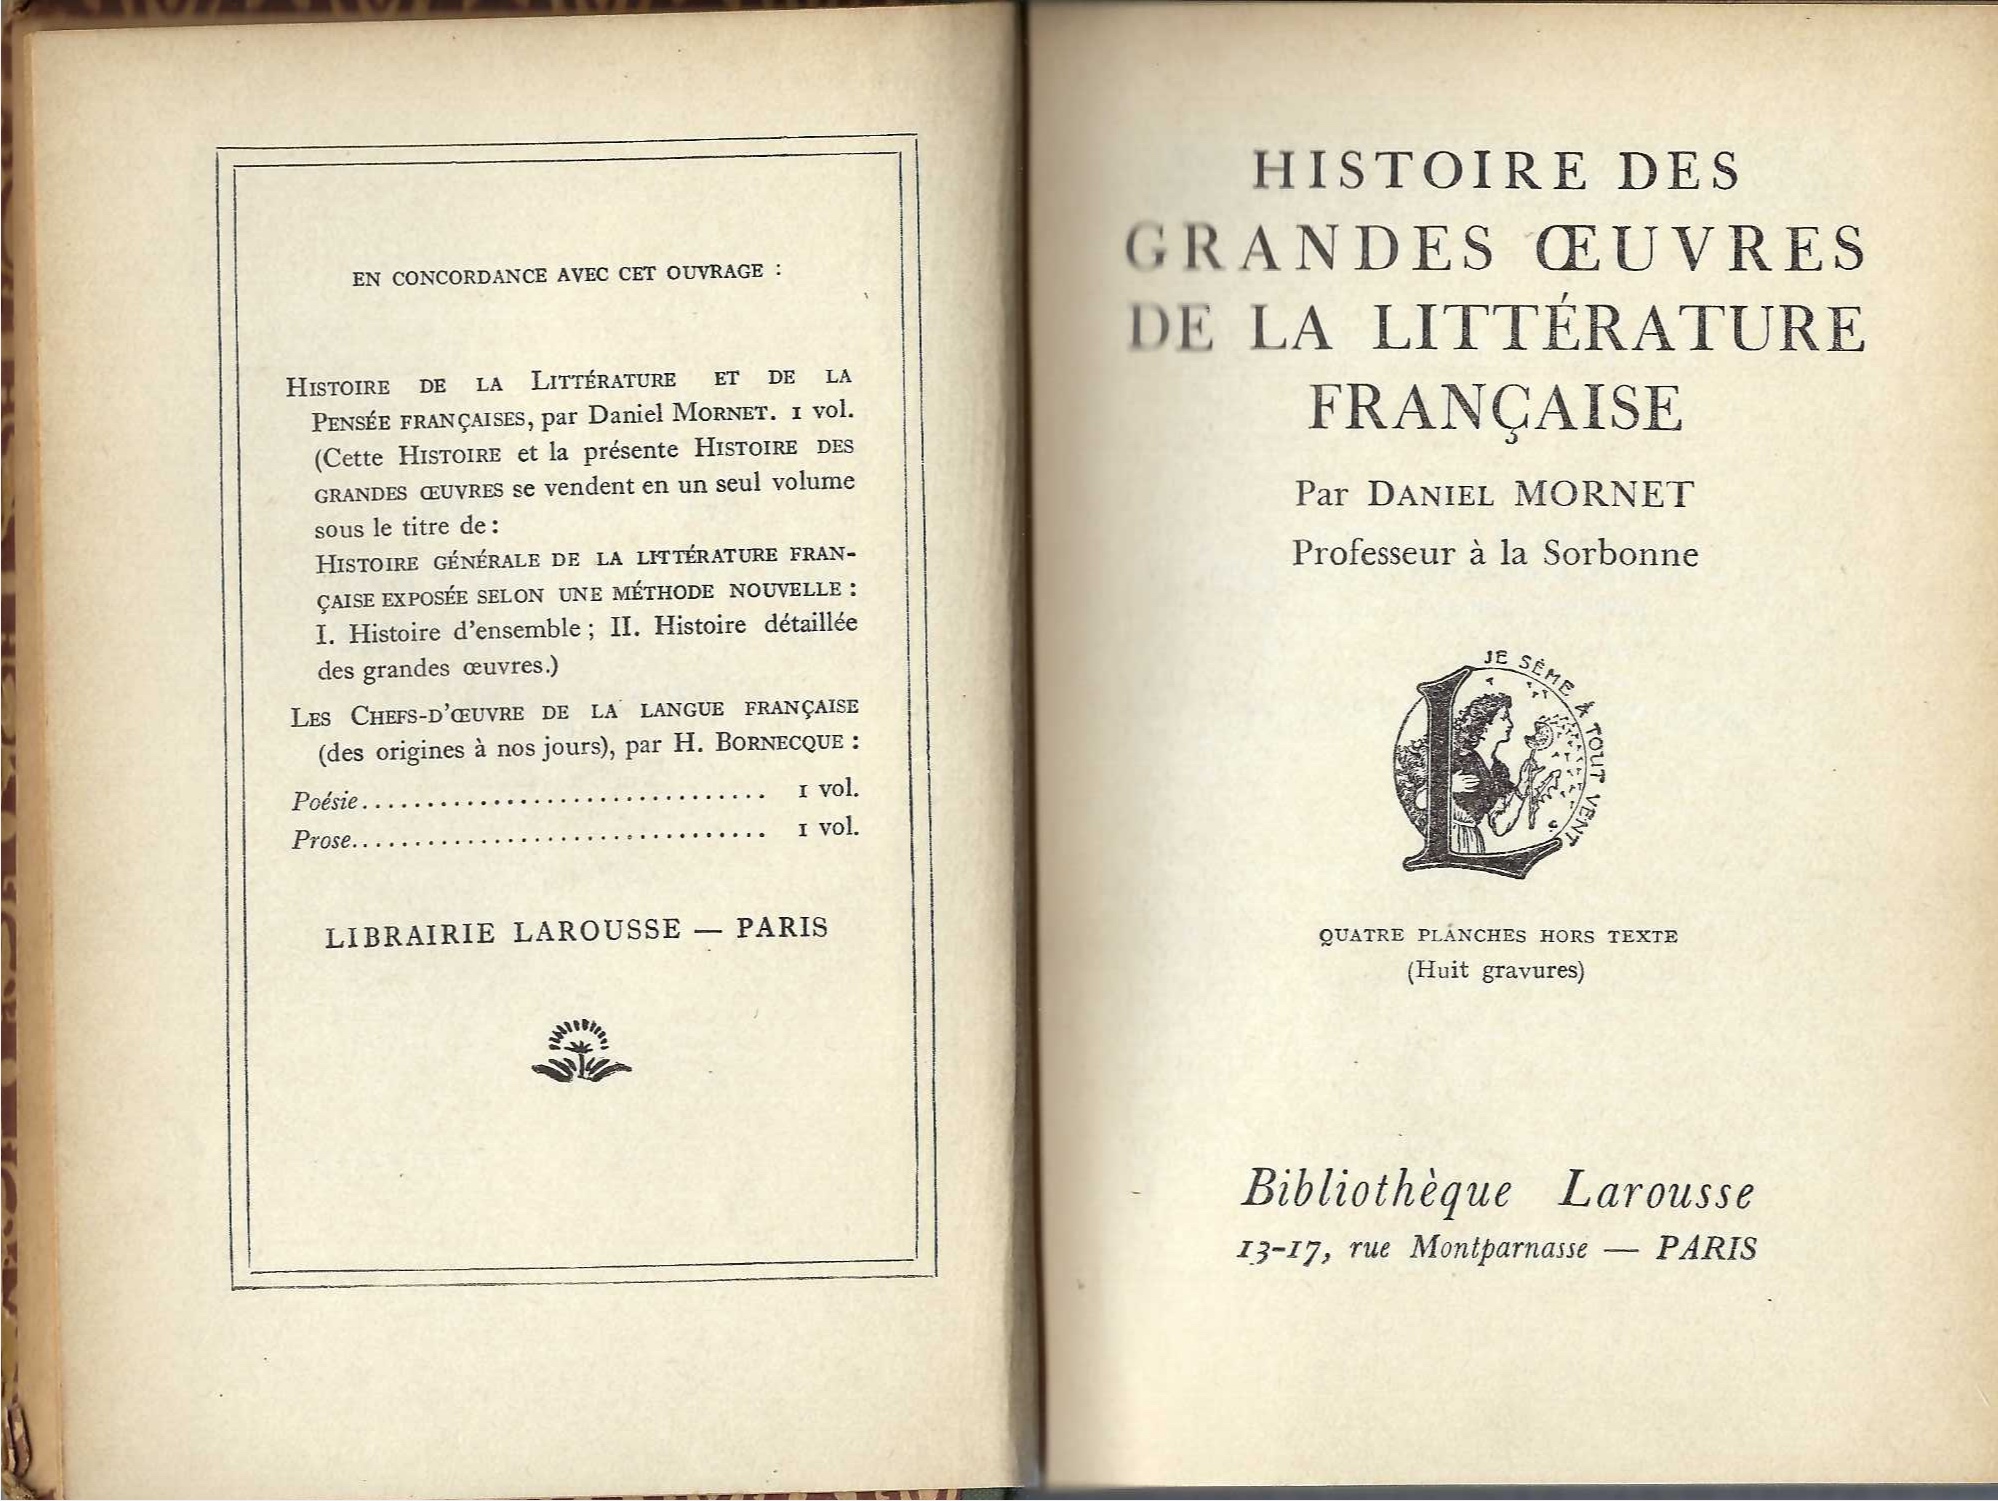 EN CONCORDANCE AVEC CET OUVRAGE :
HISTOIRE DE LA LITTÉRATURE ET DE LA
PENSÉE FRANÇAISES, par Daniel MORNET. 1 vol.
(Cette HISTOIRE et la présente HISTOIRE DES
GRANDES ŒUVRES se vendent en un seul volume
sous le titre de :
HISTOIRE GÉNÉRALE DE LA LITTÉRATURE FRAN-
ÇAISE EXPOSÉE SELON UNE MÉTHODE NOUVELLE :
I. Histoire d'ensemble ; II. Histoire détaillée
des grandes œuvres.)
LES CHEFS-D'ŒUVRE DE LA LANGUE FRANÇAISE
(des origines à nos jours), par H. BORNECQUE :
Poésie............................... 1 vol.
Prose................................ 1 vol.
LIBRAIRIE LAROUSSE — PARIS
HISTOIRE DES
GRANDES ŒUVRES
DE LA LITTÉRATURE
FRANÇAISE
Par DANIEL MORNET
Professeur à la Sorbonne
JE SÈME À TOUT VENT
L
QUATRE PLANCHES HORS TEXTE
(Huit gravures)
Bibliothèque Larousse
13-17, rue Montparnasse — PARIS